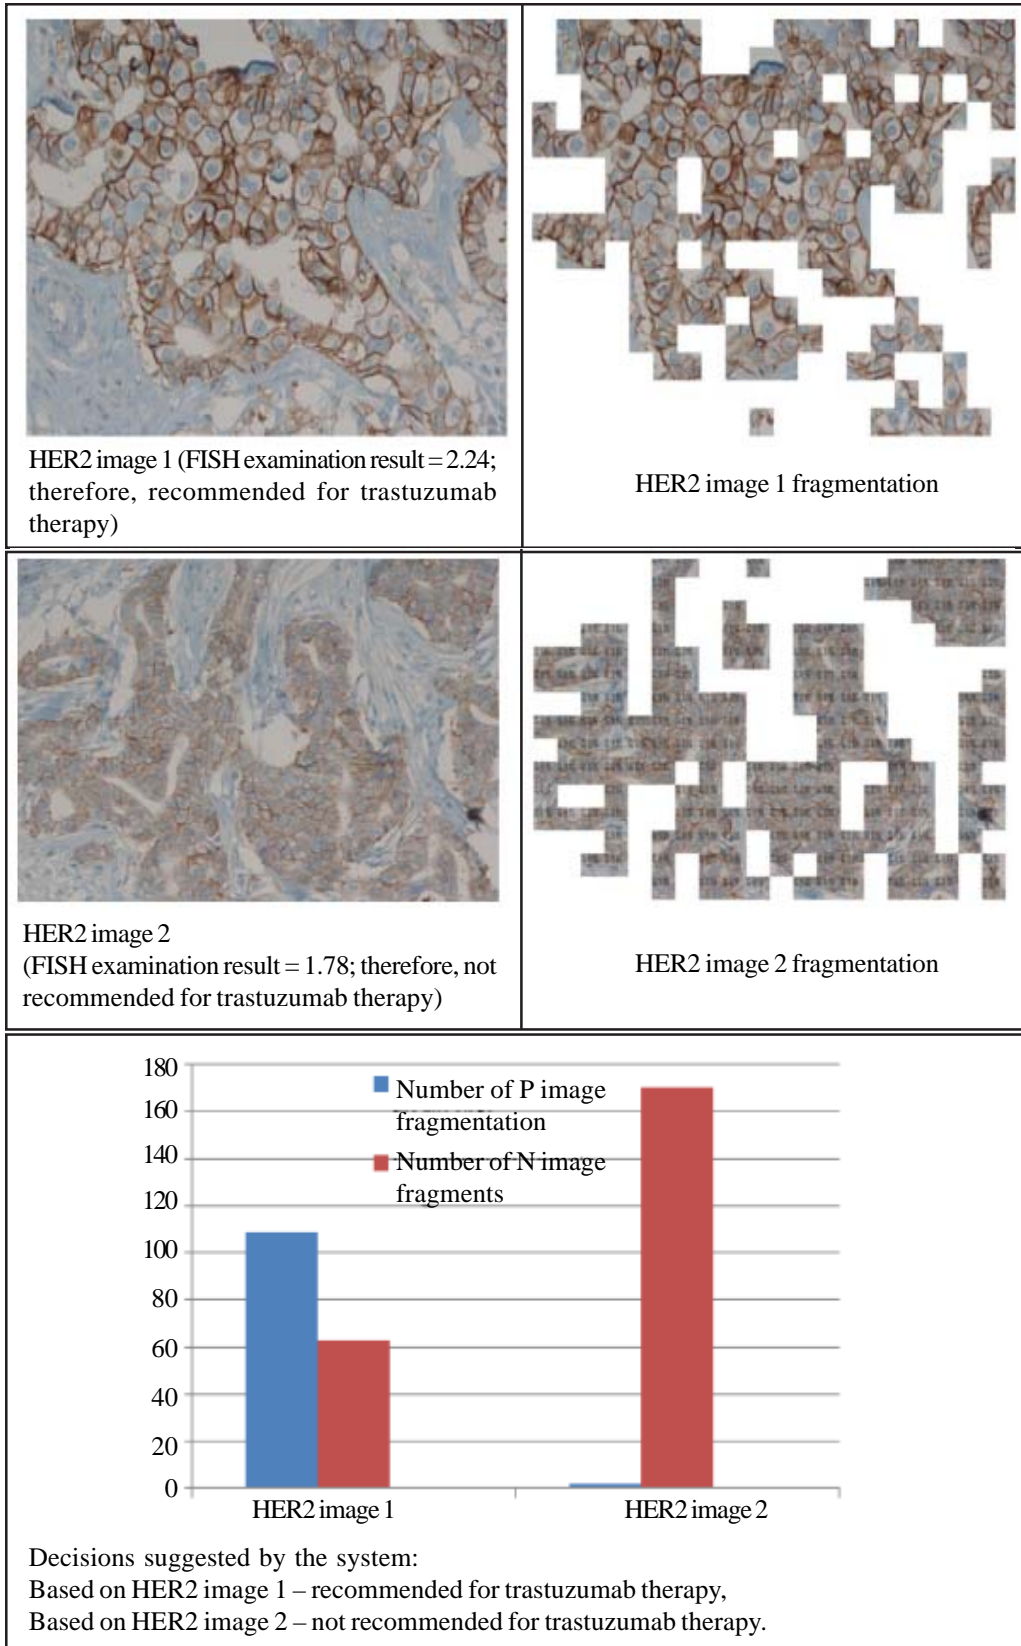 HER2 image 1 (FISH examination result = 2.24;
therefore, recommended for trastuzumab
therapy)
HER2 image 1 fragmentation
HER2 image 2
(FISH examination result = 1.78; therefore, not
recommended for trastuzumab therapy)
HER2 image 2 fragmentation
180
160
140
120
100
80
60
40
20
0
Number of P image
fragmentation
Number of N image
fragments
HER2 image 1
HER2 image 2
Decisions suggested by the system:
Based on HER2 image 1 – recommended for trastuzumab therapy,
Based on HER2 image 2 – not recommended for trastuzumab therapy.